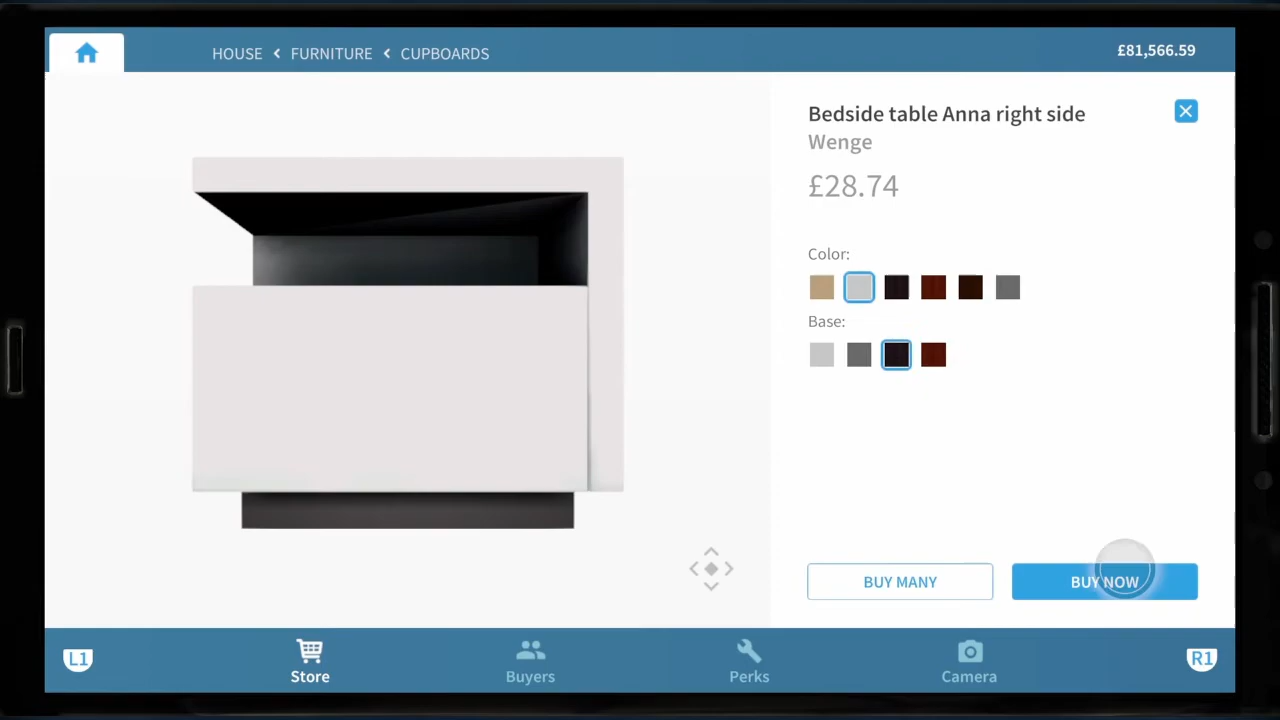 HOUSE < FURNITURE < CUPBOARDS
£81,566.59
Bedside table Anna right side
Wenge
£28.74
Color:
Base:
BUY MANY
BUY NOW
L1
Store
Buyers
Perks
Camera
R1